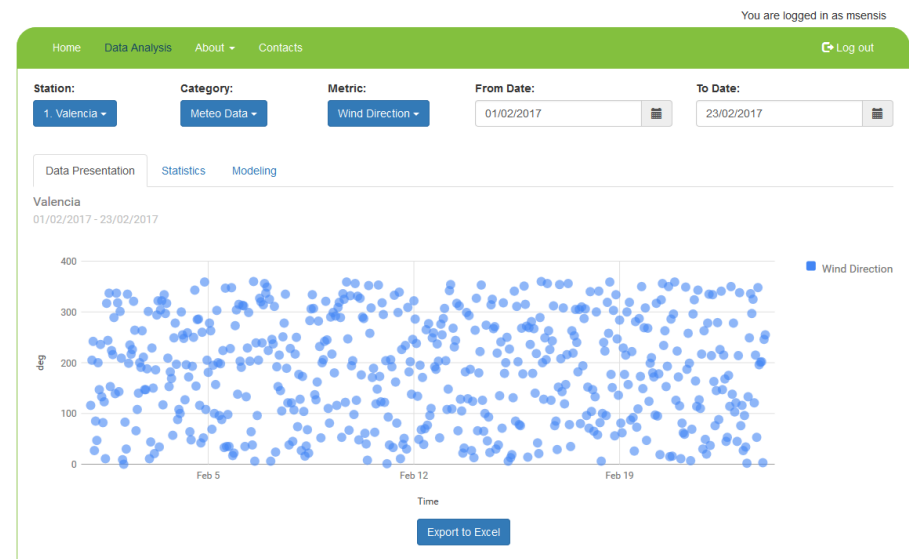 You are logged in as msensis
Home Data Analysis About Contacts Log out
Station: Category: Metric: From Date: To Date:
1. Valencia Meteo Data Wind Direction 01/02/2017 23/02/2017
Data Presentation Statistics Modeling
Valencia
01/02/2017 - 23/02/2017
400
Wind Direction
300
deg
200
100
0
Feb 5 Feb 12 Feb 19
Time
Export to Excel